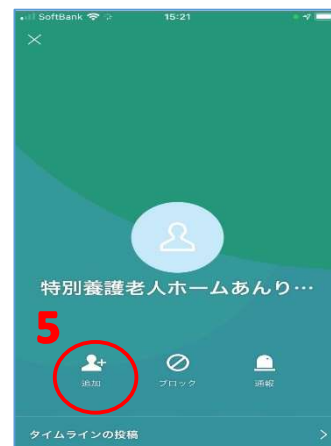 SoftBank 15:21
特別養護老人ホームあんり…
5
追加 ブロック 通報
タイムラインの投稿